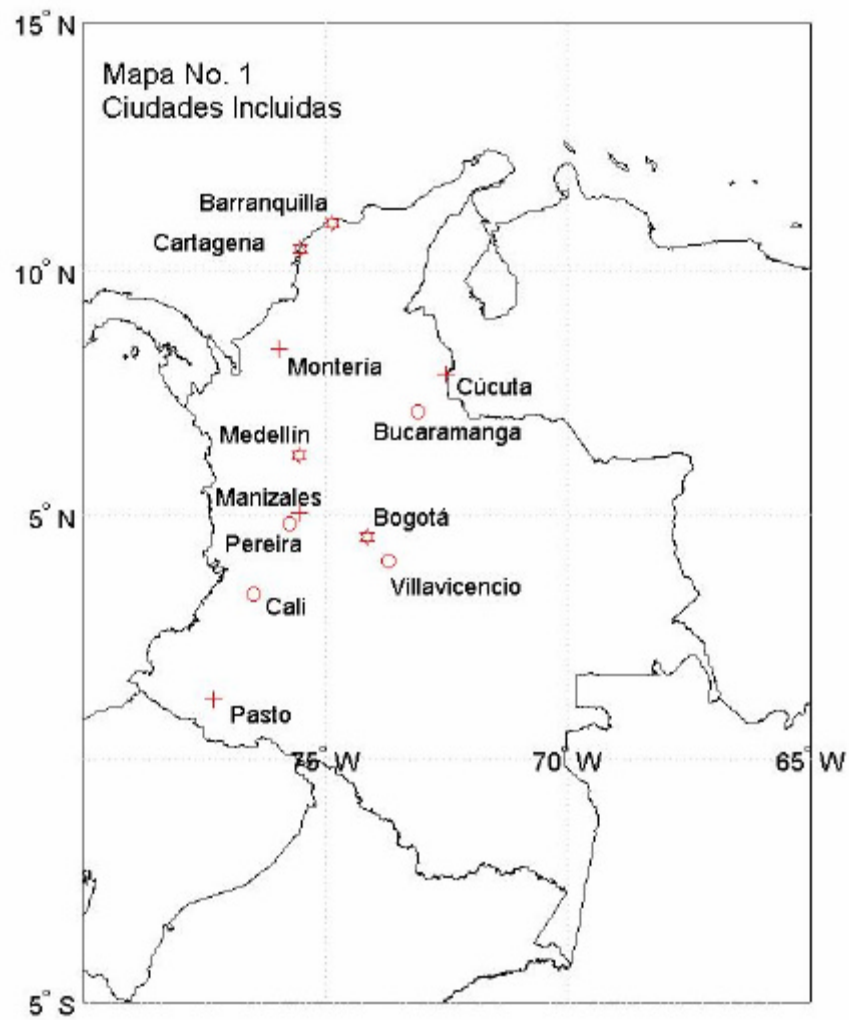 15° N
Mapa No. 1
Ciudades Incluidas
Barranquilla
Cartagena
10° N
Montería
Cúcuta
Bucaramanga
Medellín
Manizales
5° N
Bogotá
Pereira
Villavicencio
Cali
Pasto
75° W
70° W
65° W
5° S